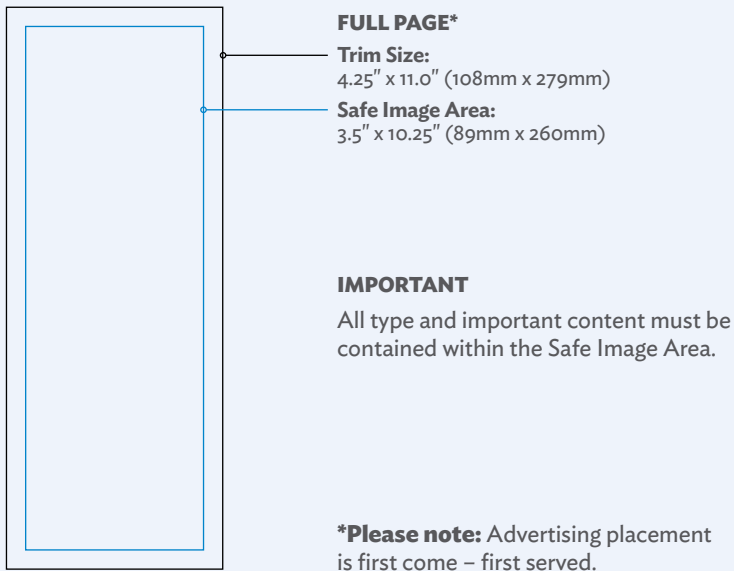 FULL PAGE*
Trim Size:
4.25" x 11.0" (108mm x 279mm)
Safe Image Area:
3.5" x 10.25" (89mm x 260mm)
IMPORTANT
All type and important content must be
contained within the Safe Image Area.
*Please note: Advertising placement
is first come – first served.